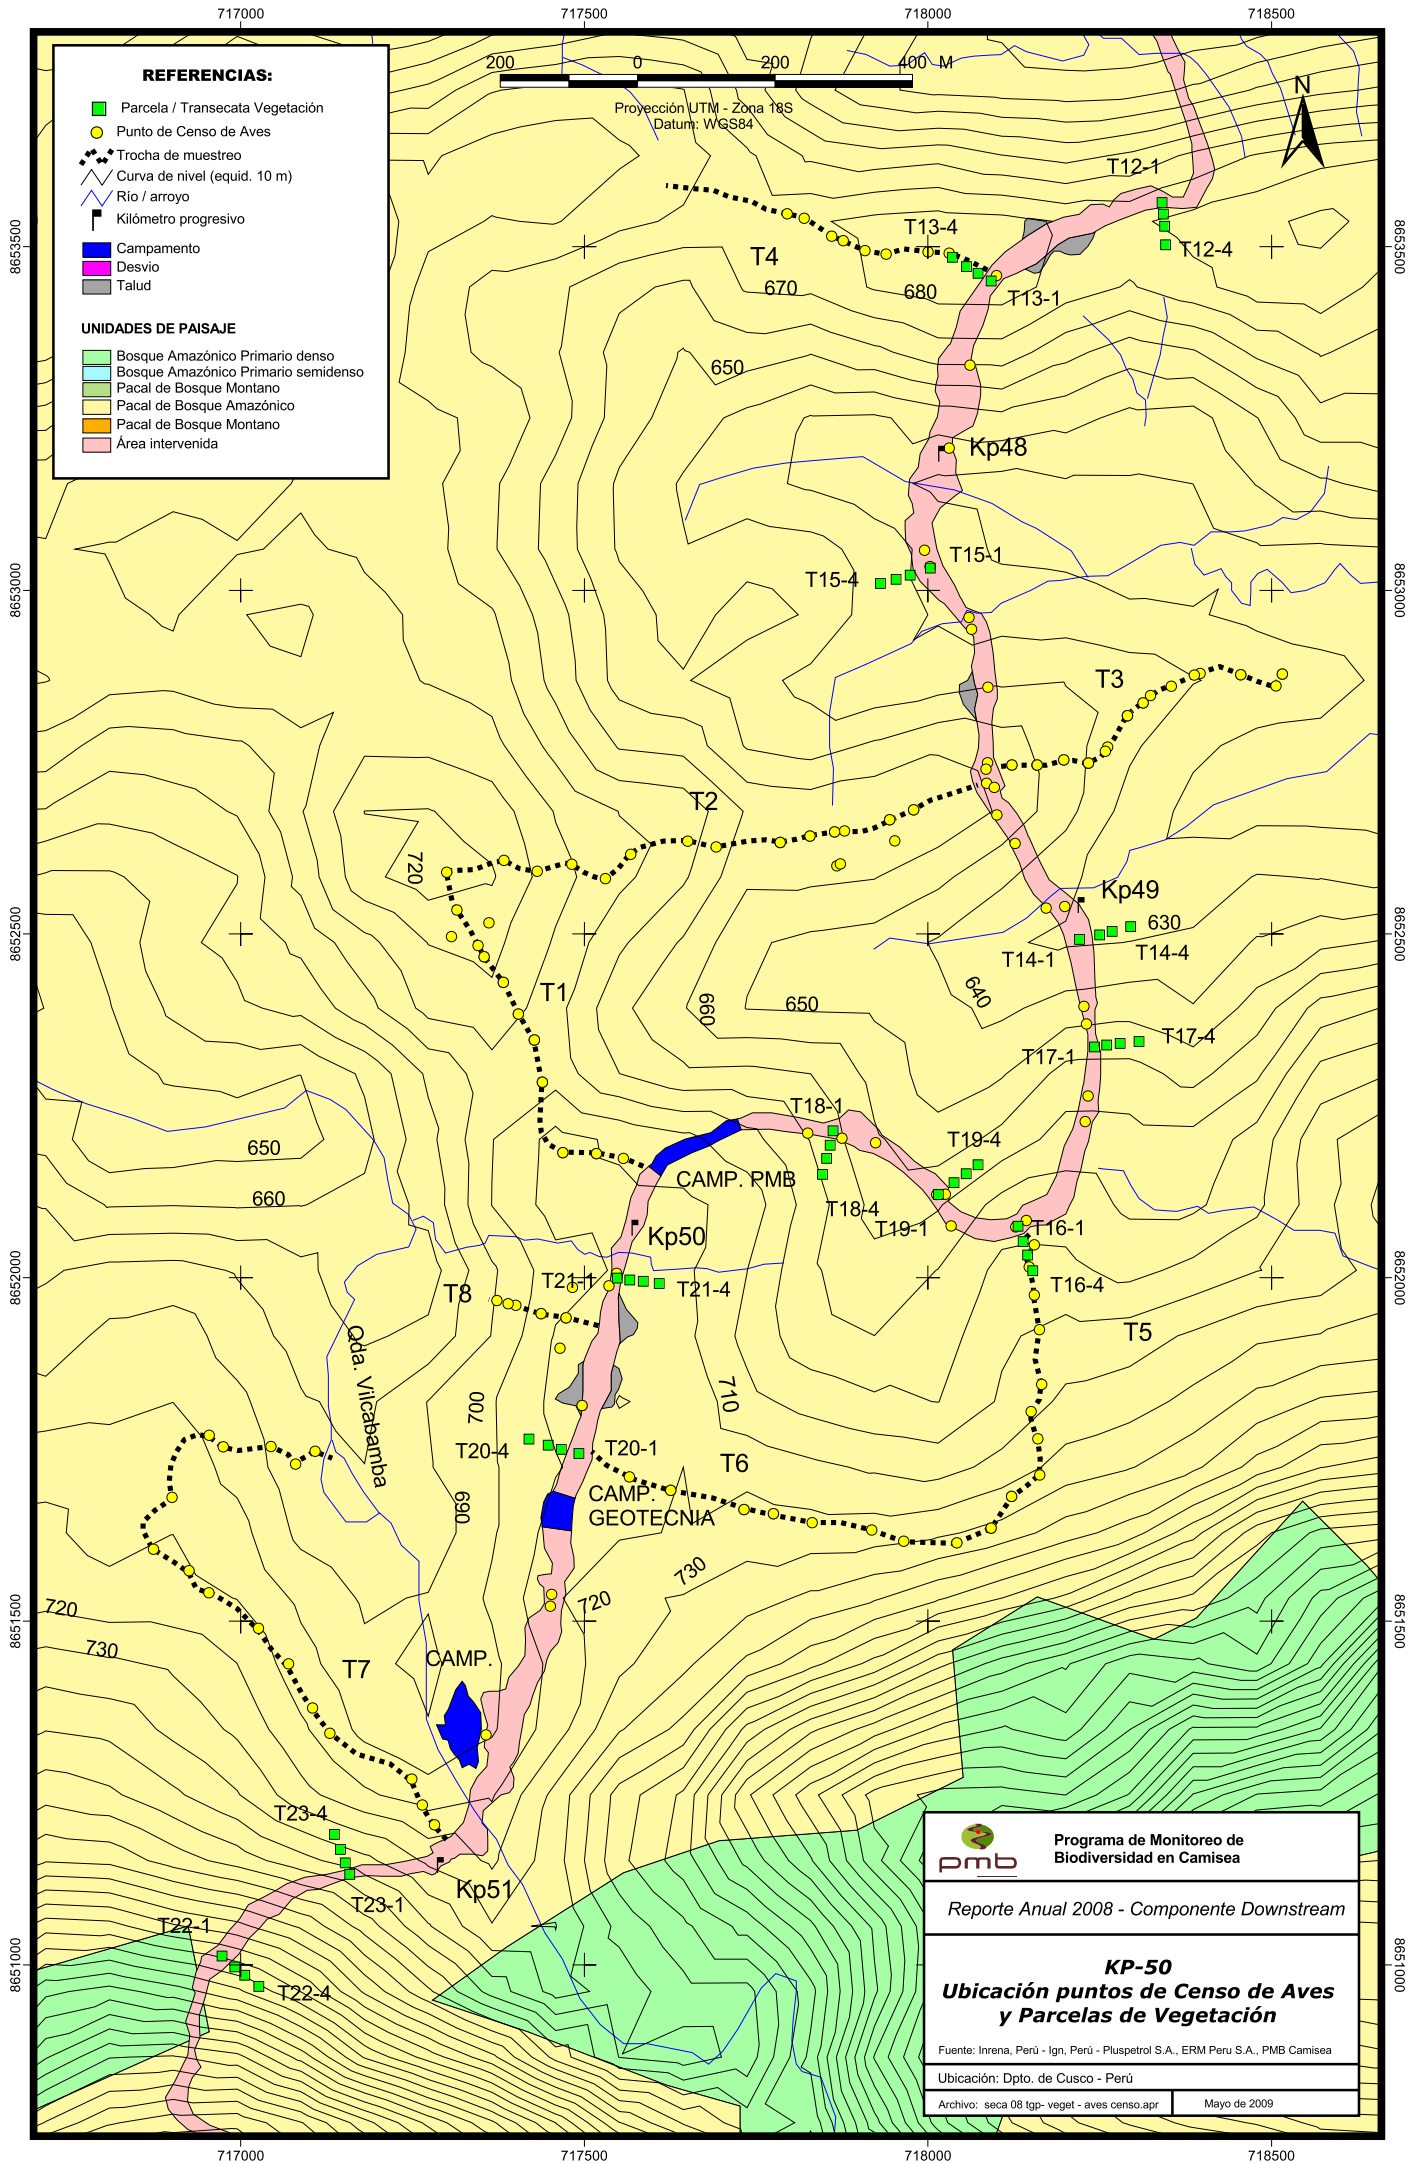 717000
717500
718000
718500
REFERENCIAS:
Parcela / Transecata Vegetación
Punto de Censo de Aves
Trocha de muestreo
Curva de nivel (equid. 10 m)
Río / arroyo
Kilómetro progresivo
Campamento
Desvio
Talud
UNIDADES DE PAISAJE
Bosque Amazónico Primario denso
Bosque Amazónico Primario semidenso
Pacal de Bosque Montano
Pacal de Bosque Amazónico
Pacal de Bosque Montano
Área intervenida
200
0
200
400 M
Proyección UTM - Zona 18S
Datum: WGS84
N
T12-1
T13-4
T12-4
8653500
8653500
T4
670
680
T13-1
650
Kp48
T15-1
T15-4
8653000
8653000
T3
T2
720
Kp49
630
8652500
8652500
T14-1
T14-4
T1
640
660
650
T17-4
T17-1
T18-1
650
T19-4
660
CAMP. PMB
T18-4
T19-1
T16-1
Kp50
8652000
8652000
T21-1
T21-4
T16-4
T8
T5
Qda. Vilcabamba
700
710
T20-4
T20-1
T6
690
CAMP.
GEOTECNIA
730
720
720
8651500
8651500
730
CAMP.
T7
T23-4
Kp51
T23-1
T22-1
8651000
8651000
T22-4
pmb
Programa de Monitoreo de
Biodiversidad en Camisea
Reporte Anual 2008 - Componente Downstream
KP-50
Ubicación puntos de Censo de Aves
y Parcelas de Vegetación
Fuente: Inrena, Perú - Ign, Perú - Pluspetrol S.A., ERM Peru S.A., PMB Camisea
Ubicación: Dpto. de Cusco - Perú
Archivo: seca 08 tgp- veget - aves censo.apr
Mayo de 2009
717000
717500
718000
718500